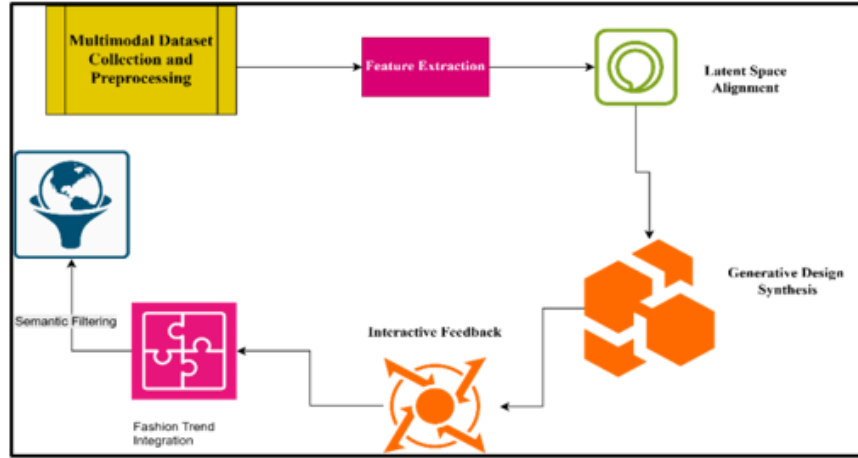 Multimodal Dataset
Collection and
Preprocessing
Feature Extraction
Latent Space
Alignment
Generative Design
Synthesis
Interactive Feedback
Semantic Filtering
Fashion Trend
Integration